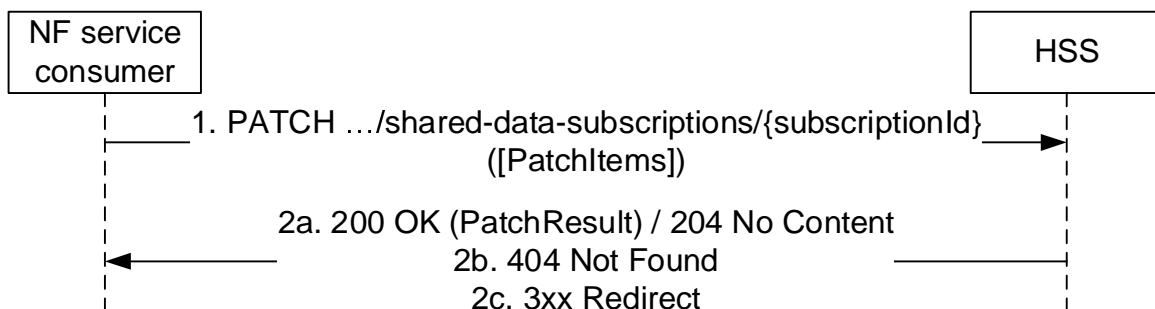 NF service
consumer
HSS
1. PATCH …/shared-data-subscriptions/{subscriptionId}
([PatchItems])
2a. 200 OK (PatchResult) / 204 No Content
2b. 404 Not Found
2c. 3xx Redirect